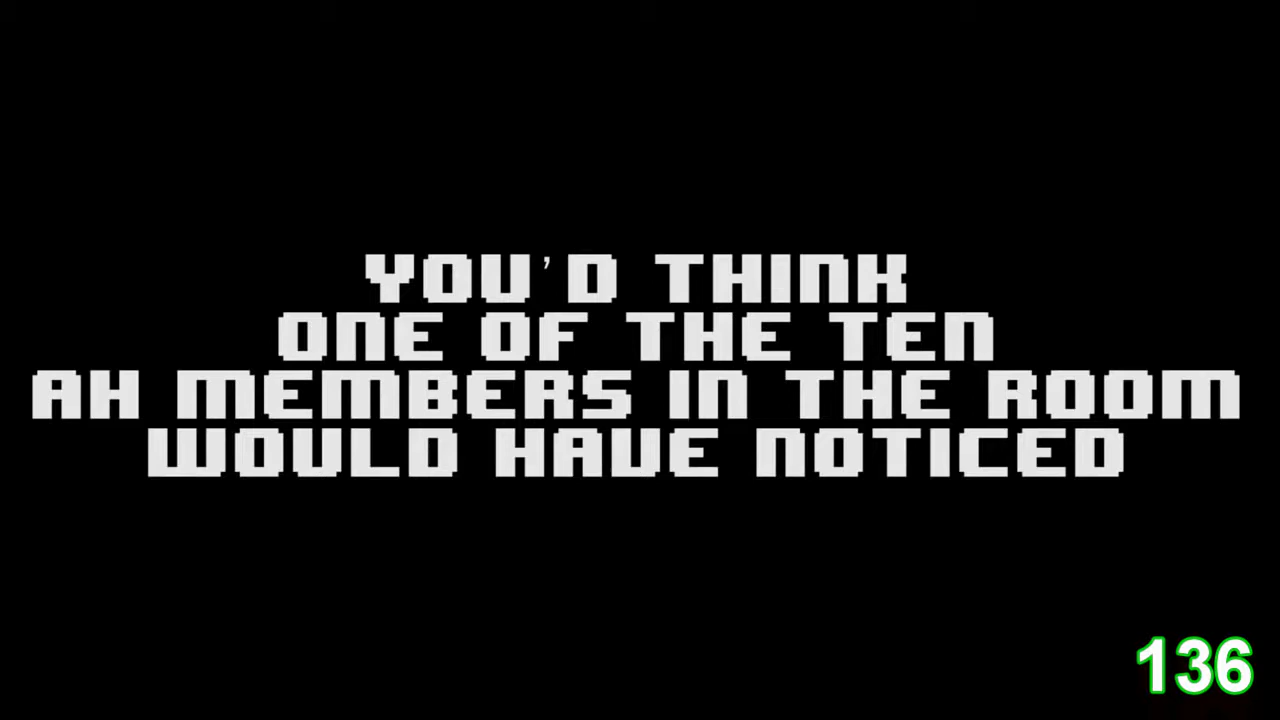 YOU'D THINK
ONE OF THE TEN
AH MEMBERS IN THE ROOM
WOULD HAVE NOTICED
136